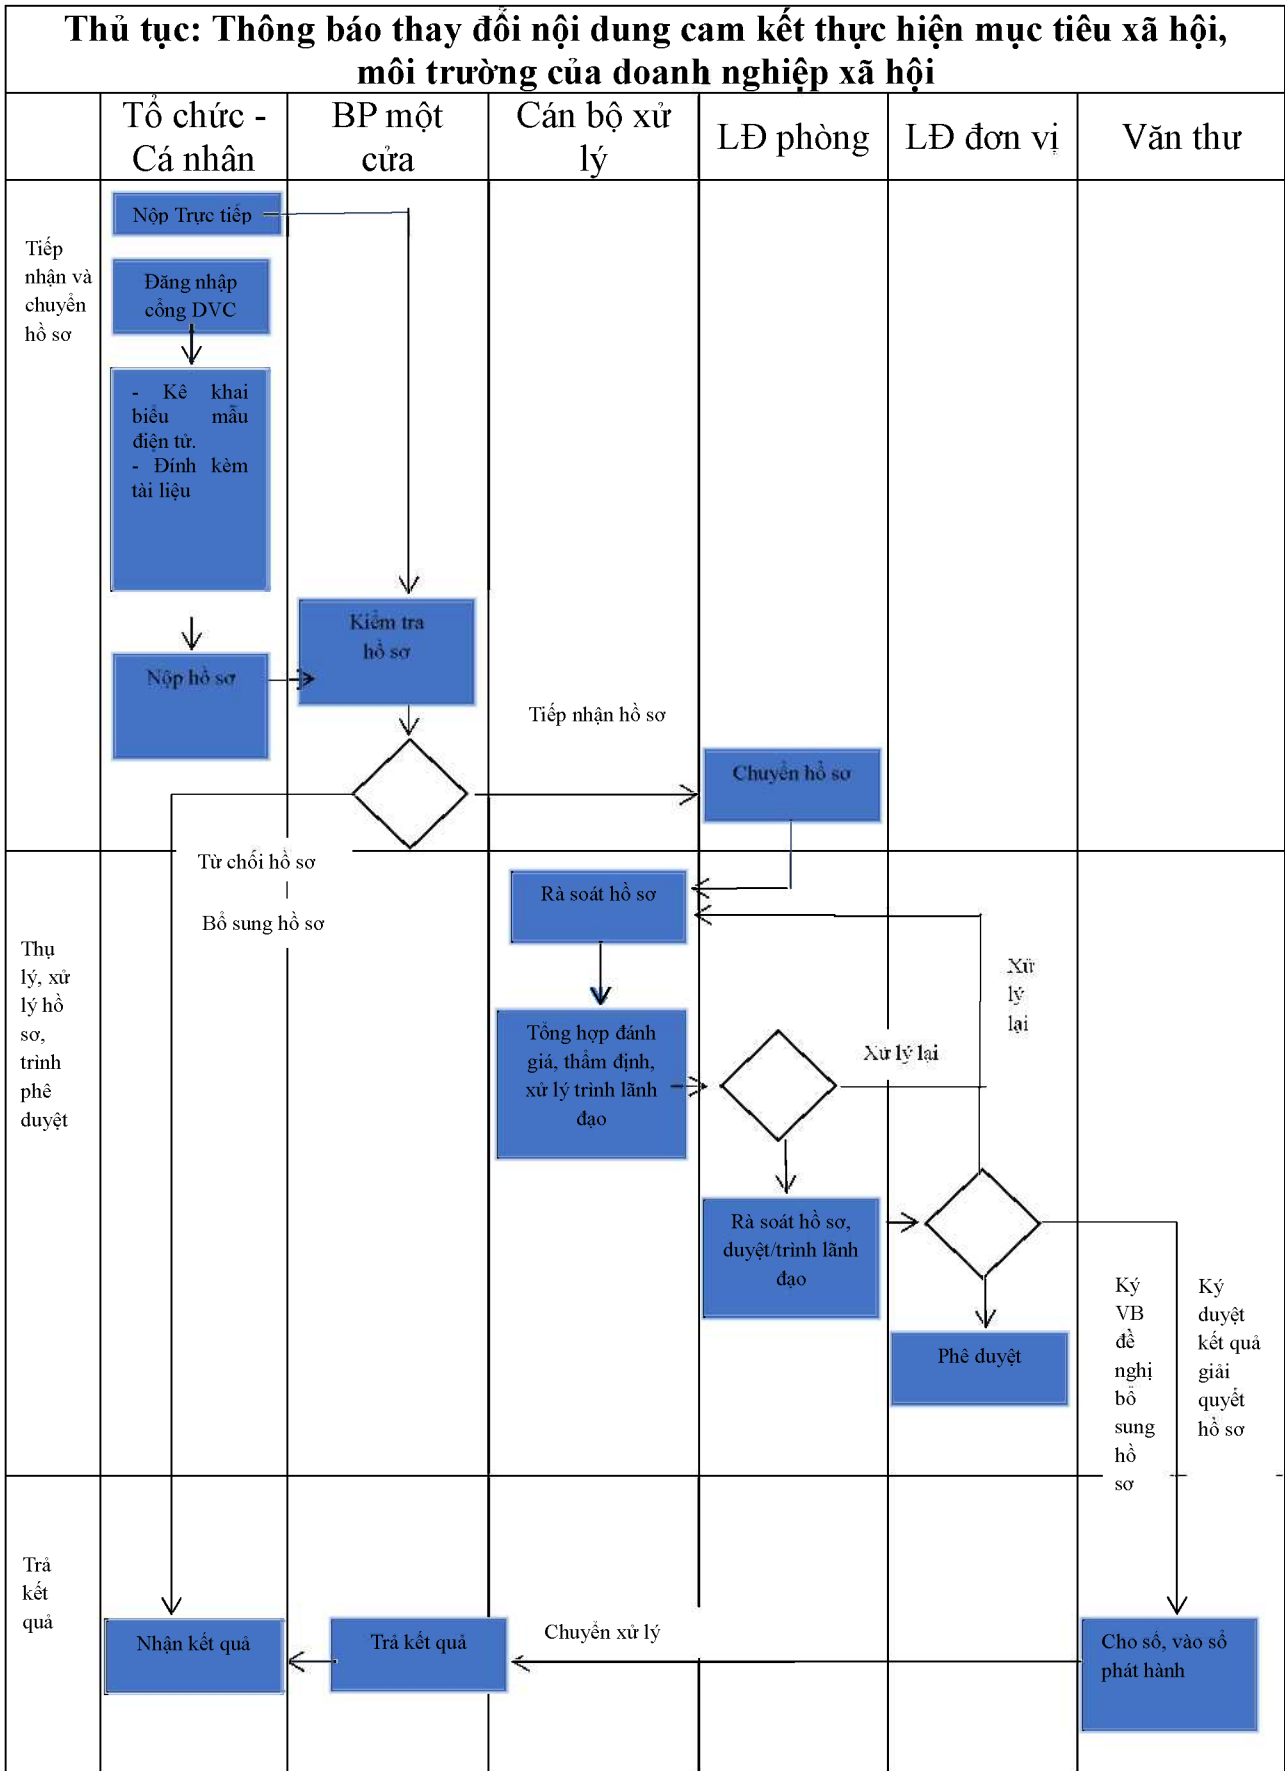 Thủ tục: Thông báo thay đổi nội dung cam kết thực hiện mục tiêu xã hội,
môi trường của doanh nghiệp xã hội
Tổ chức -
Cá nhân
BP một
cửa
Cán bộ xử
lý
LĐ phòng
LĐ đơn vị
Văn thư
Tiếp
nhận và
chuyển
hồ sơ
Nộp Trực tiếp
Đăng nhập
cổng DVC
- Kê khai
biểu mẫu
điện tử.
- Đính kèm
tài liệu
Nộp hồ sơ
Kiểm tra
hồ sơ
Tiếp nhận hồ sơ
Chuyển hồ sơ
Từ chối hồ sơ
Bổ sung hồ sơ
Thụ
lý, xử
lý hồ
sơ,
trình
phê
duyệt
Rà soát hồ sơ
Tổng hợp đánh
giá, thẩm định,
xử lý trình lãnh
đạo
Xử lý lại
Xử
lý
lại
Rà soát hồ sơ,
duyệt/trình lãnh
đạo
Phê duyệt
Ký
VB
đề
nghị
bổ
sung
hồ
sơ
Ký
duyệt
kết quả
giải
quyết
hồ sơ
Trả
kết
quả
Nhận kết quả
Trả kết quả
Chuyển xử lý
Cho số, vào sổ
phát hành